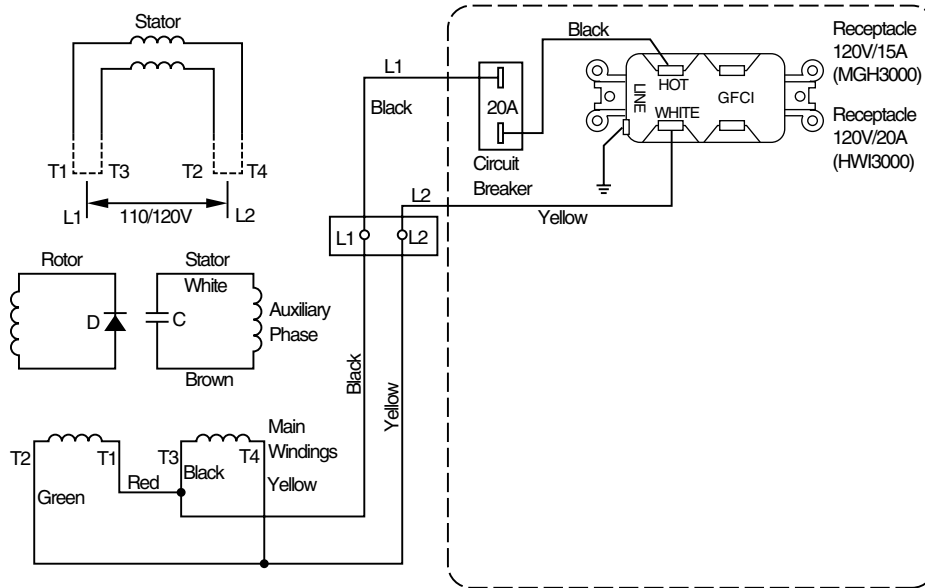 Stator
T1
T3
T2
T4
L1
110/120V
L2
Rotor
D
Stator
White
C
Auxiliary
Phase
Brown
T2
T1
T3
T4
Main
Windings
Green
Red
Black
Yellow
L1
Black
L1
L2
Black
Yellow
L2
Yellow
20A
Circuit
Breaker
Black
HOT
LINE
WHITE
GFCI
Receptacle
120V/15A
(MGH3000)
Receptacle
120V/20A
(HWI3000)